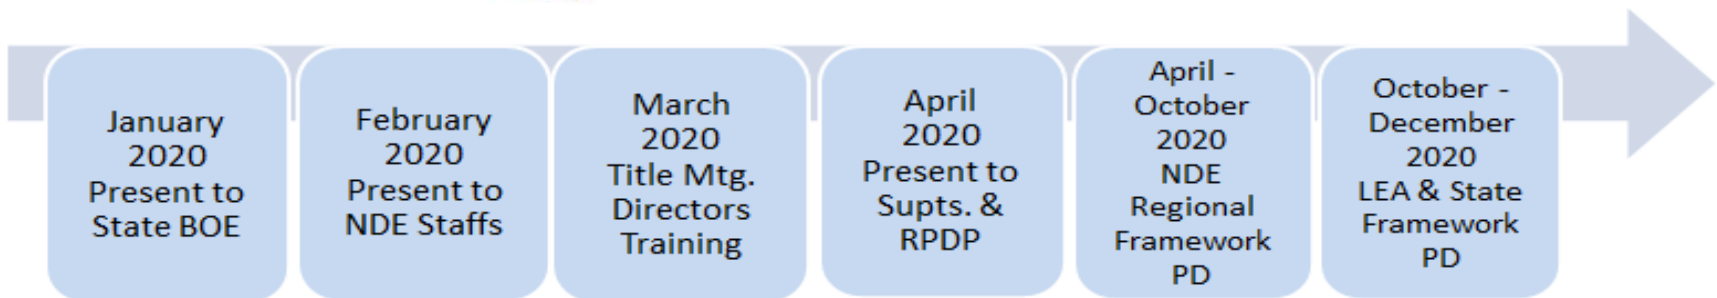 January
2020
Present to
State BOE
February
2020
Present to
NDE Staffs
March
2020
Title Mtg.
Directors
Training
April
2020
Present to
Supts. &
RPDP
April -
October
2020
NDE
Regional
Framework
PD
October -
December
2020
LEA & State
Framework
PD